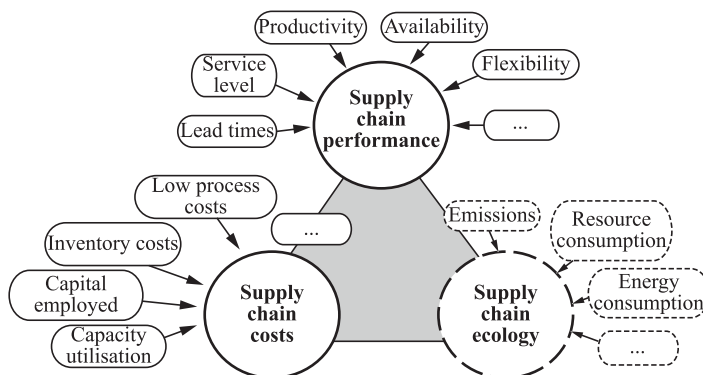 Productivity
Availability
Service
level
Flexibility
Supply
chain
performance
Lead times
...
Low process
costs
...
Emissions
Resource
consumption
Inventory costs
Capital
employed
Supply
chain
costs
Supply
chain
ecology
Energy
consumption
Capacity
utilisation
...